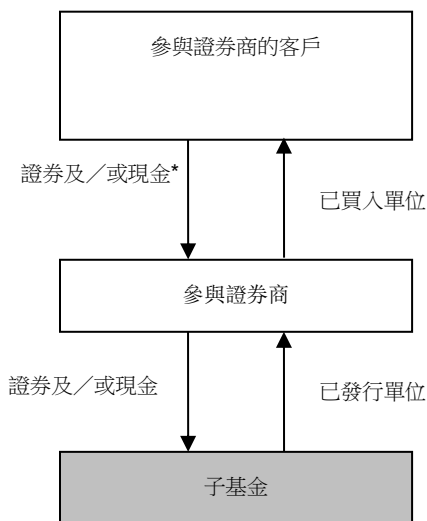 參與證券商的客戶
證券及／或現金*
已買入單位
參與證券商
證券及／或現金
已發行單位
子基金